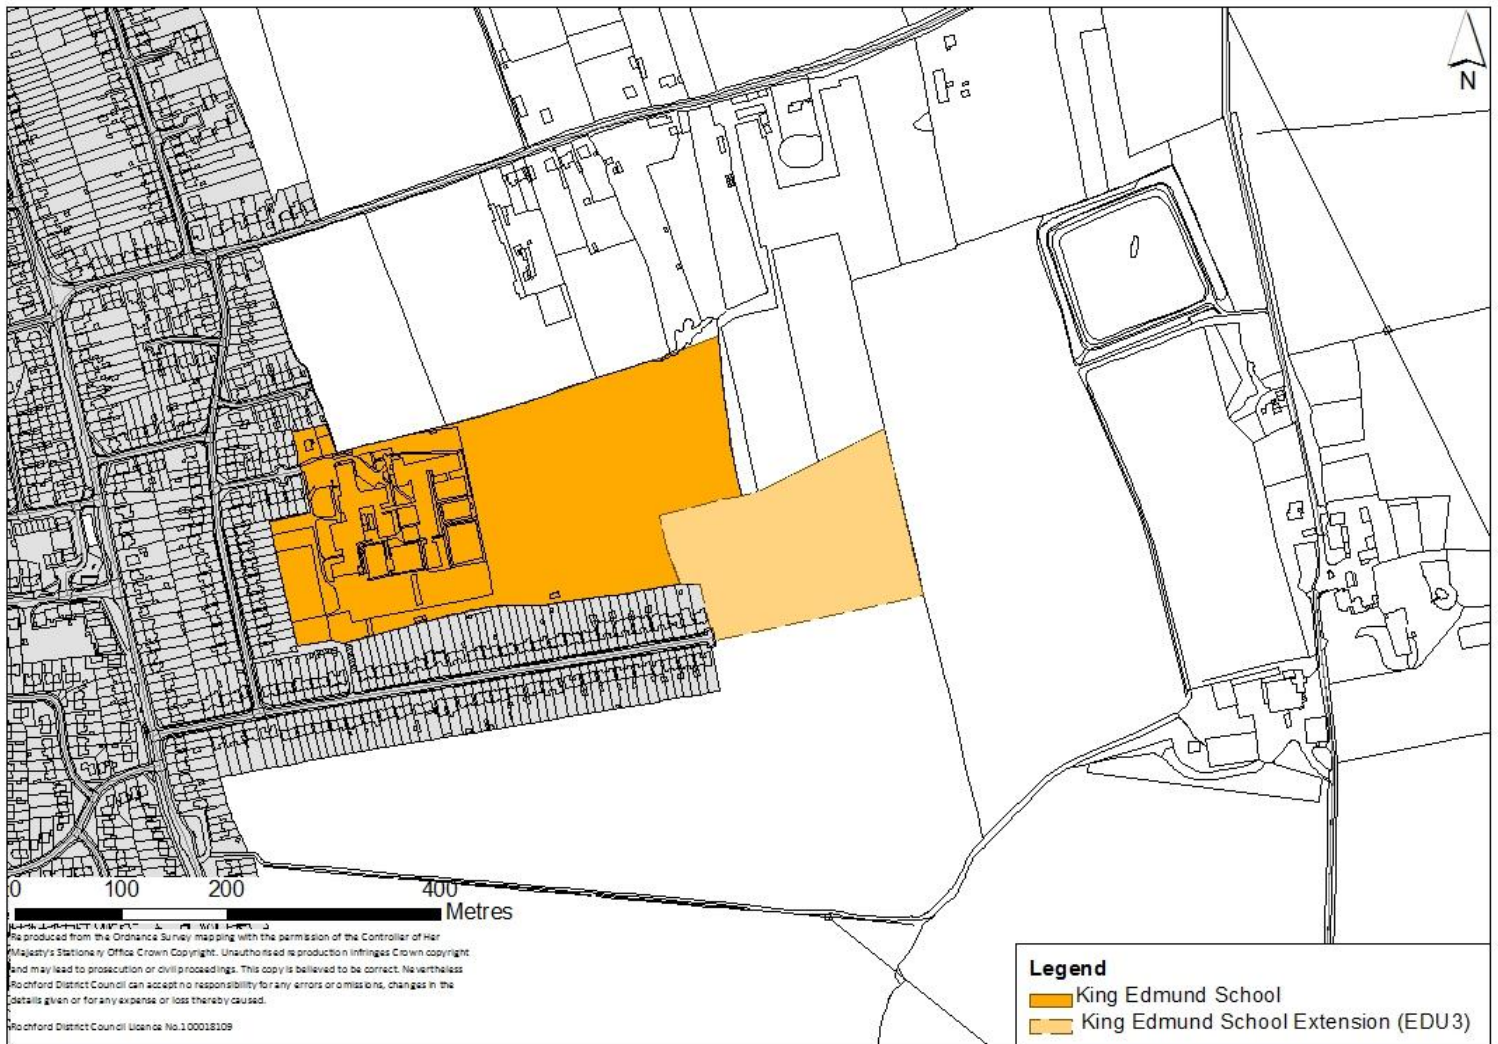 N
0 100 200 400
Metres
Reproduced from the Ordnance Survey mapping with the permission of the Controller of Her
Majesty's Stationery Office Crown Copyright. Unauthorised reproduction infringes Crown copyright
and may lead to prosecution or civil proceedings. This copy is believed to be correct. Nevertheless
Rochford District Council can accept no responsibility for any errors or omissions, changes in the
details given or for any expense or loss thereby caused.
Rochford District Council Licence No.100018109
Legend
King Edmund School
King Edmund School Extension (EDU3)